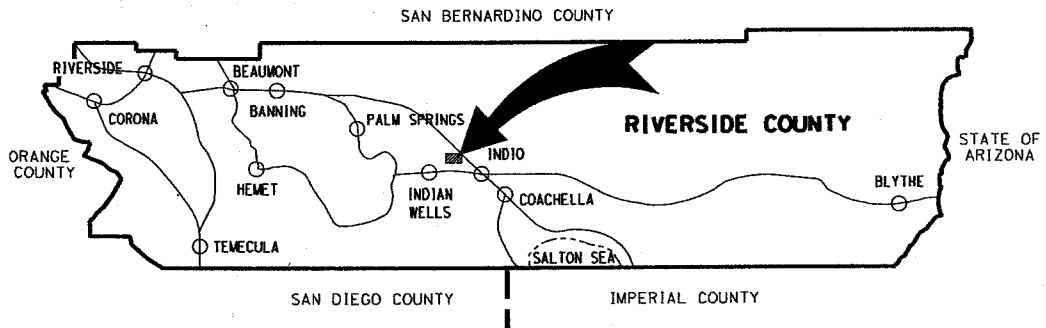 SAN BERNARDINO COUNTY
RIVERSIDE
BEAUMONT
BANNING
CORONA
PALM SPRINGS
RIVERSIDE COUNTY
STATE OF
ARIZONA
ORANGE
COUNTY
HEMET
INDIO
INDIAN
WELLS
COACHELLA
BLYTHE
TEMECULA
SALTON SEA
SAN DIEGO COUNTY
IMPERIAL COUNTY